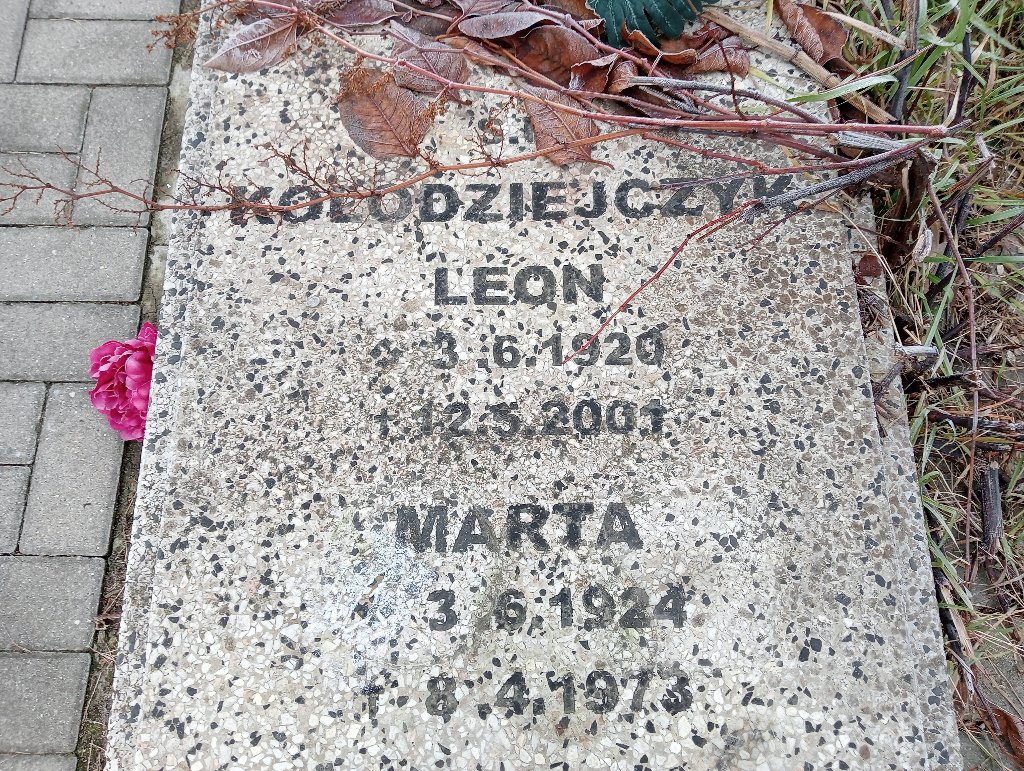 KOŁODZIEJCZYK
LEON
3.6.1920
† 12.5.2001
MARTA
3.6.1924
† 8.4.1973